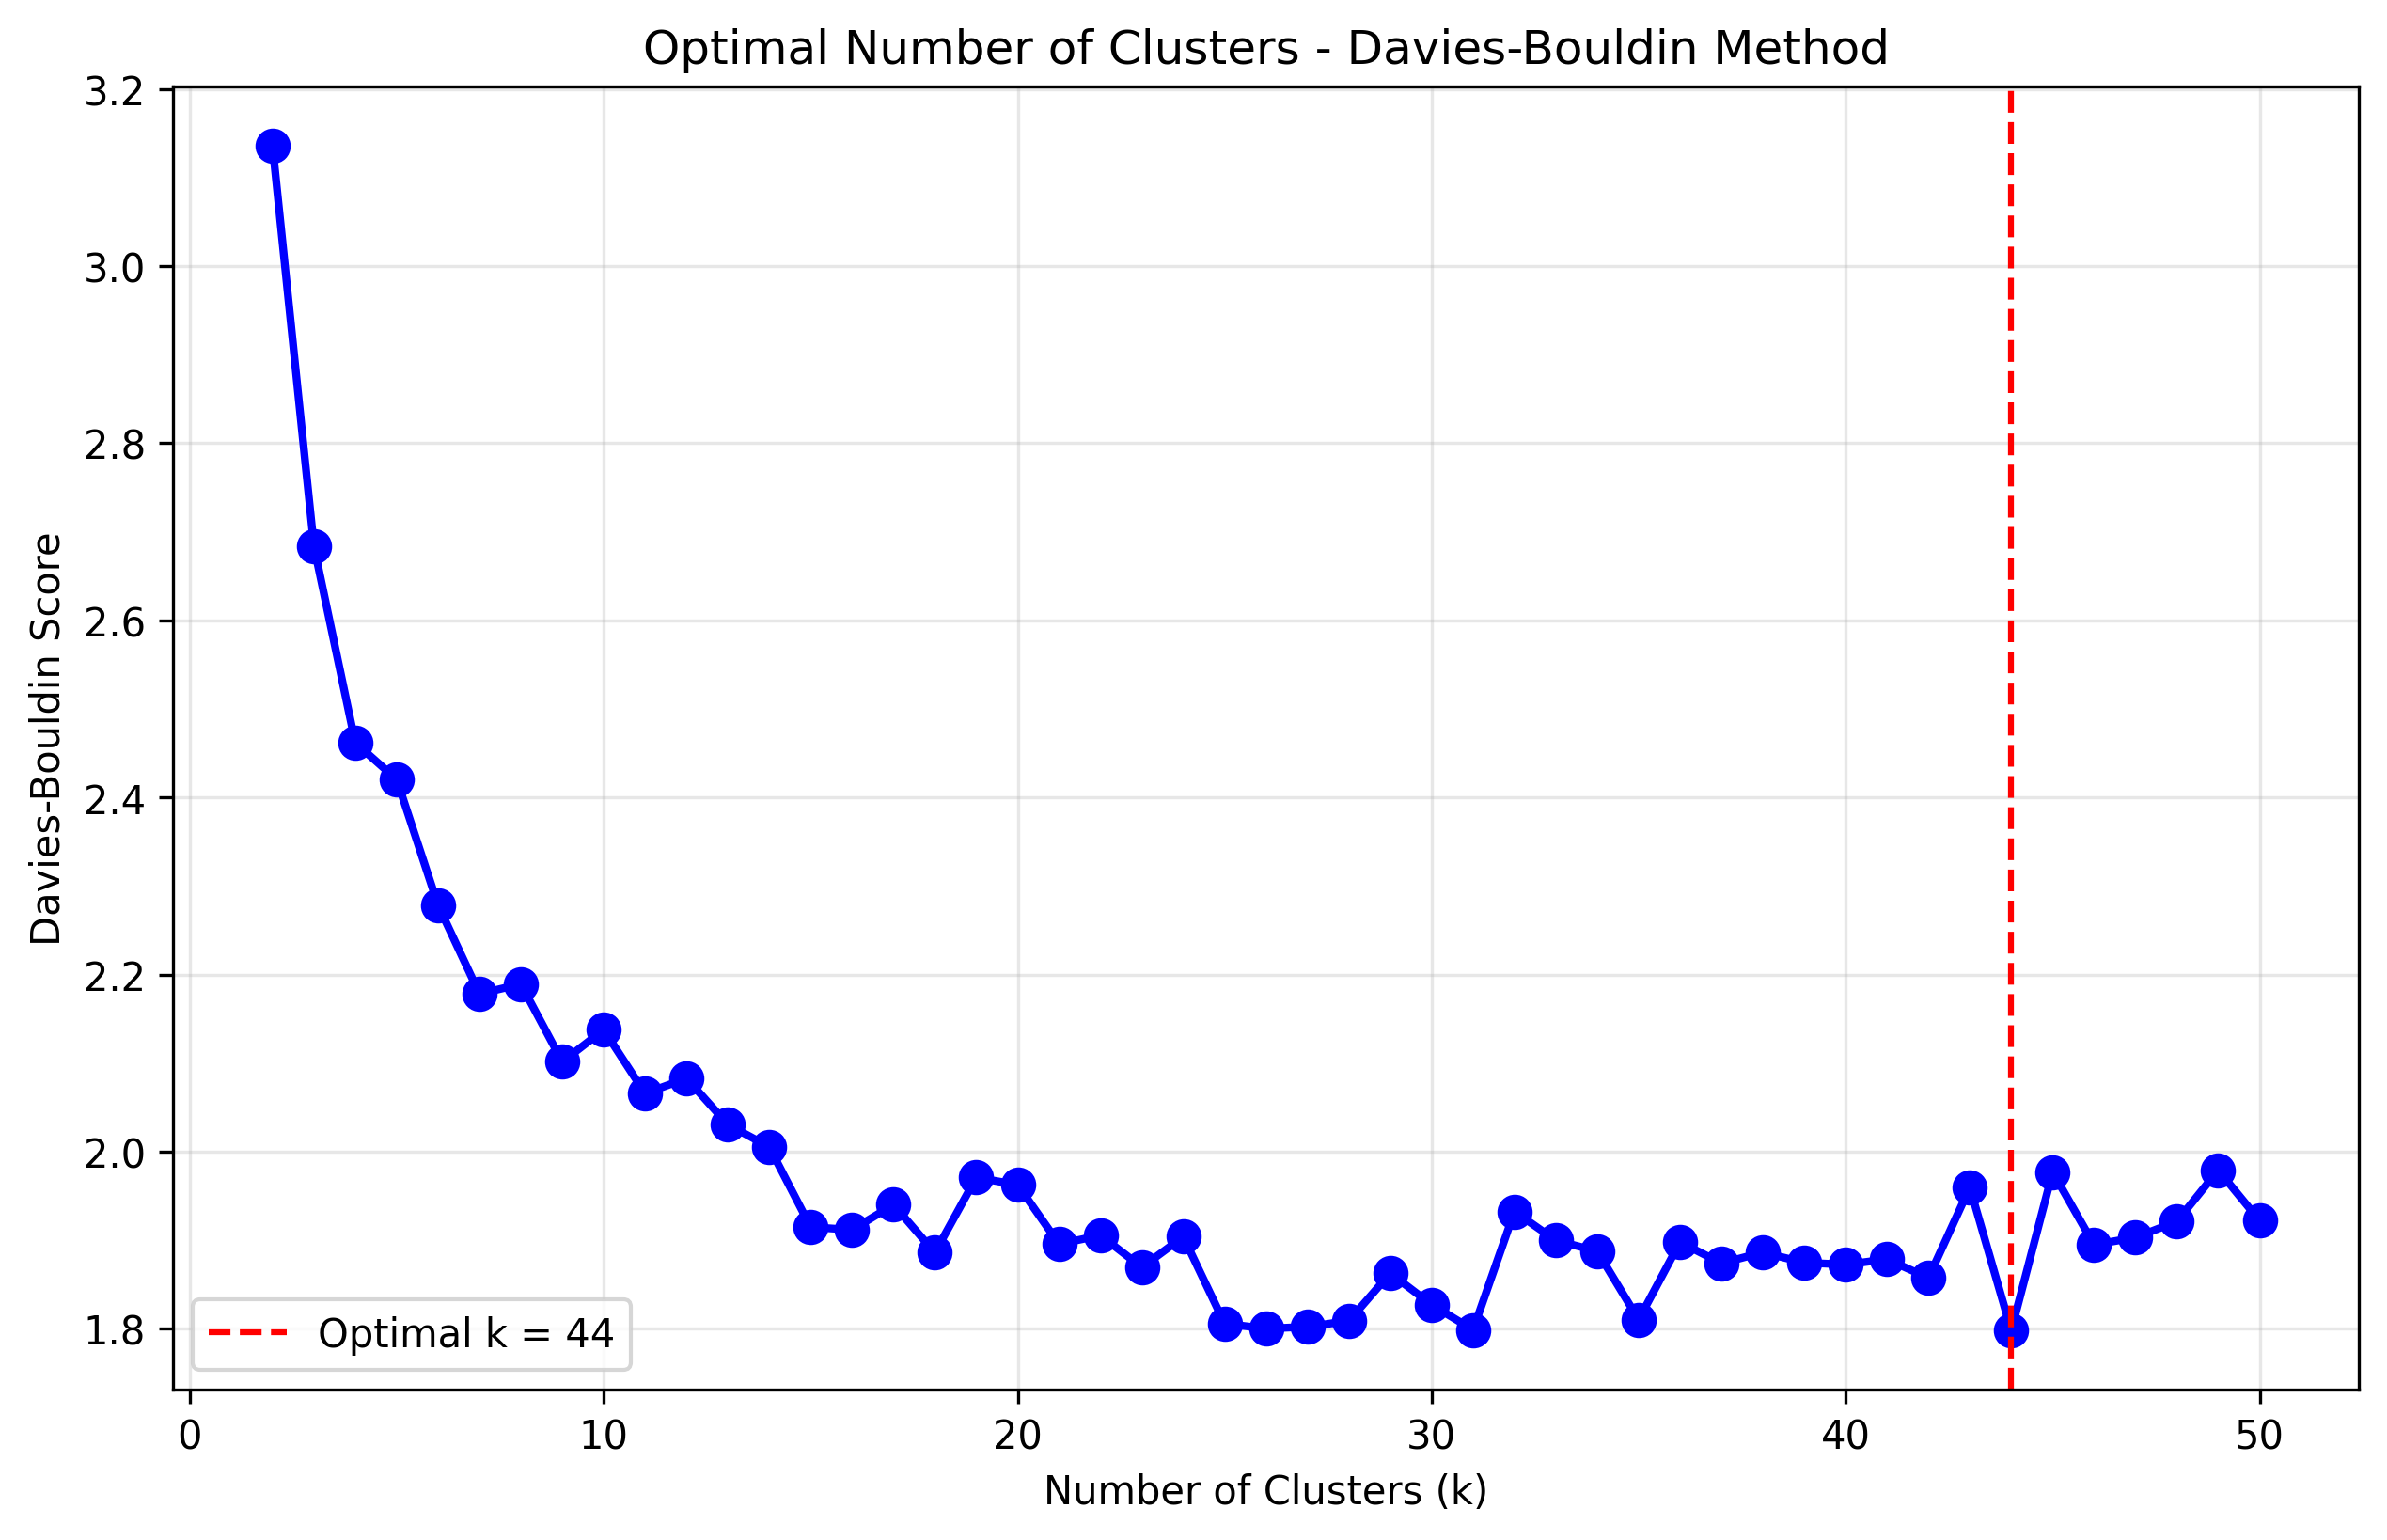 Optimal Number of Clusters - Davies-Bouldin Method
3.2
3.0
2.8
2.6
2.4
2.2
2.0
1.8
Davies-Bouldin Score
Optimal k = 44
0 10 20 30 40 50
Number of Clusters (k)